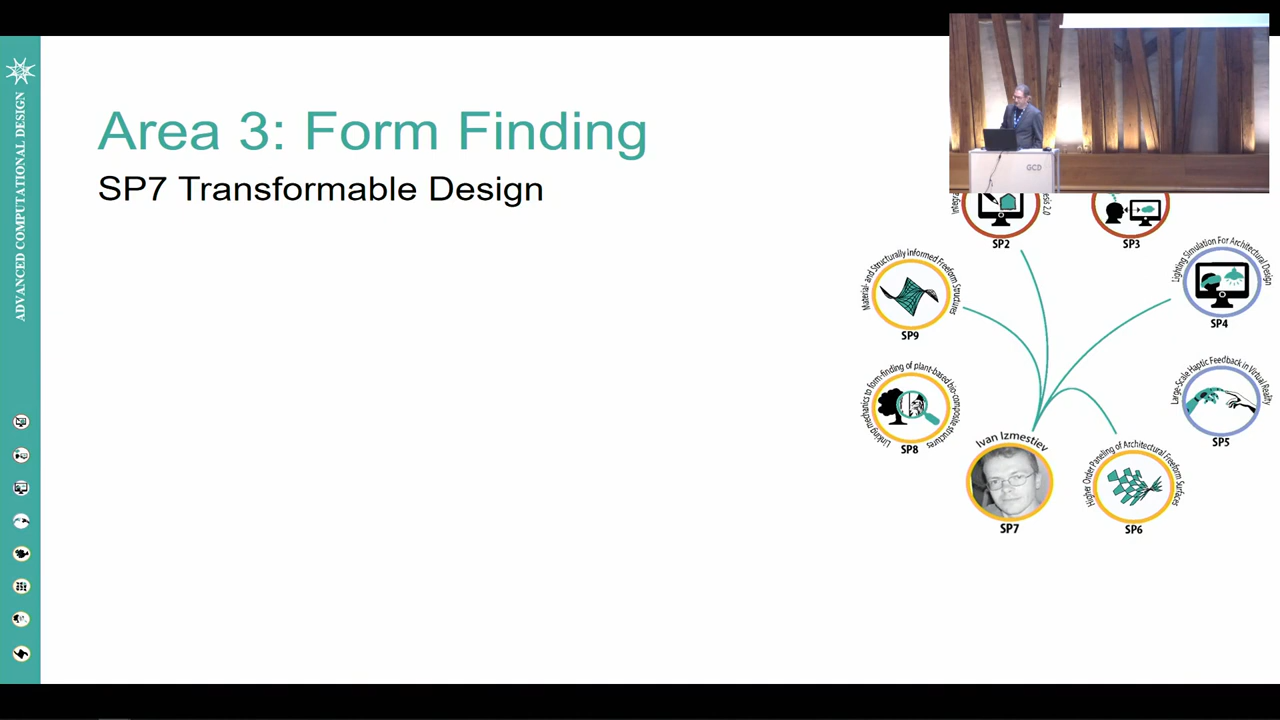 ADVANCED COMPUTATIONAL DESIGN
Area 3: Form Finding
SP7 Transformable Design
GCD
SP2
SP3
Lighting Simulation For Architectural Design
SP4
Material- and Structurally Informed Freeform Structures
SP9
Large-Scale Haptic Feedback in Virtual Reality
SP5
Linking mechanics to form-finding of plant-based bio-composite structures
SP8
Ivan Izmestiev
SP7
Higher Order Paneling of Architectural Freeform Surfaces
SP6